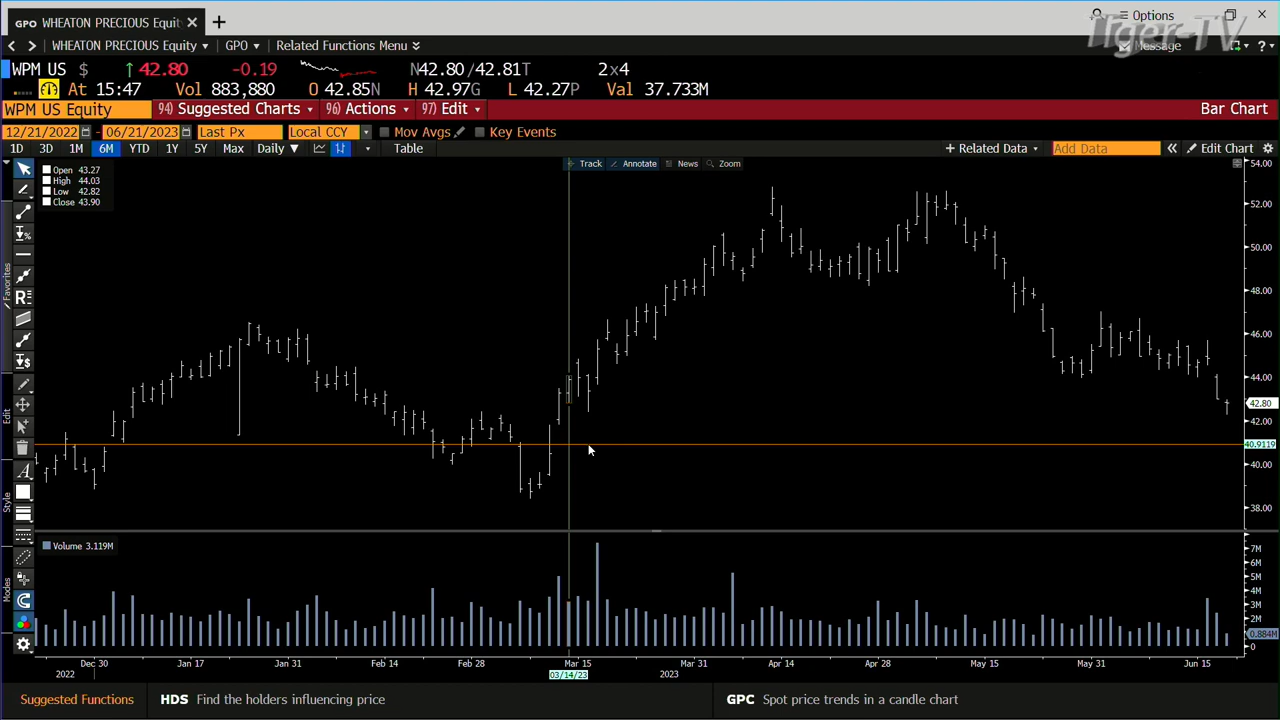 GPO WHEATON PRECIOUS Equit
Options
WHEATON PRECIOUS Equity GPO Related Functions Menu Message ?
Tiger-TV
WPM US $ ↑ 42.80 -0.19 N42.80 / 42.81T 2x4
At 15:47 Vol 883,880 O 42.85N H 42.97G L 42.27P Val 37.733M
WPM US Equity 94) Suggested Charts 96) Actions 97) Edit Bar Chart
12/21/2022 - 06/21/2023 Last Px Local CCY Mov Avgs Key Events
1D 3D 1M 6M YTD 1Y 5Y Max Daily ▼ Table + Related Data Add Data « Edit Chart
Track Annotate News Zoom
Open 43.27
High 44.03
Low 42.82
Close 43.90
54.00
52.00
50.00
48.00
46.00
44.00
42.80
42.00
40.9119
40.00
38.00
Favorites
Edit
Style
Modes
Volume 3.119M
7M
6M
5M
4M
3M
2M
1M
0.884M
0
Dec 30 Jan 17 Jan 31 Feb 14 Feb 28 Mar 15 Mar 31 Apr 14 Apr 28 May 15 May 31 Jun 15
2022 03/14/23 2023
Suggested Functions HDS Find the holders influencing price GPC Spot price trends in a candle chart